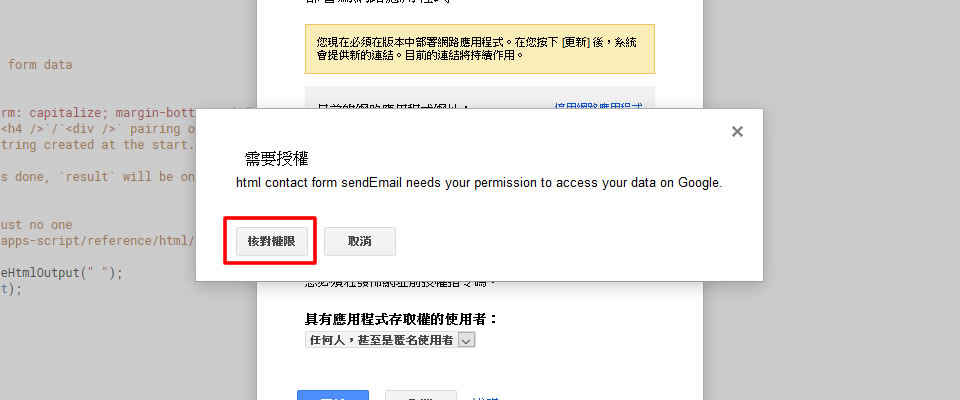 您現在必須在版本中部署網路應用程式。在您按下 [更新] 後，系統
會提供新的連結。目前的連結將持續作用。
form data
rm: capitalize; margin-bott
<h4 />`/`<div />` pairing o
tring created at the start.
s done, `result` will be on
ust no one
apps-script/reference/html/
eHtmlOutput(" ");
t);
需要授權
html contact form sendEmail needs your permission to access your data on Google.
核對權限
取消
具有應用程式存取權的使用者：
任何人，甚至是匿名使用者